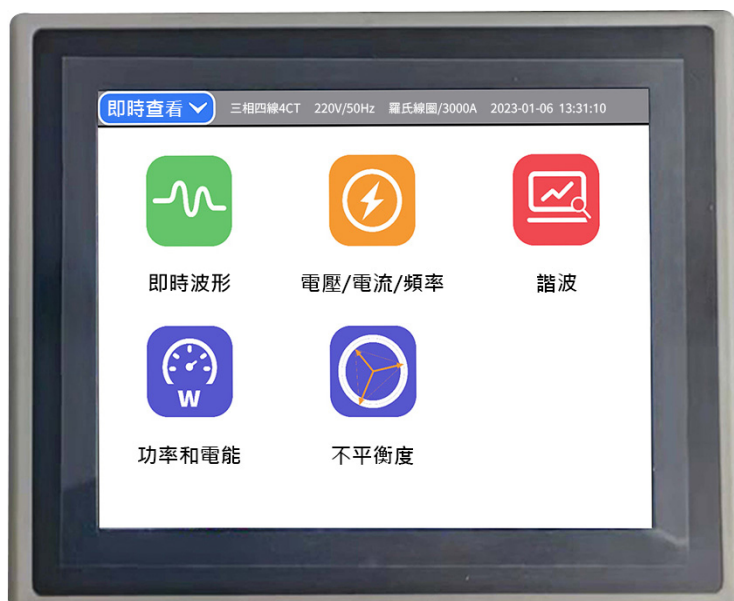 即時查看 三相四線4CT 220V/50Hz 羅氏線圈/3000A 2023-01-06 13:31:10
即時波形 電壓/電流/頻率 諧波
W
功率和電能 不平衡度